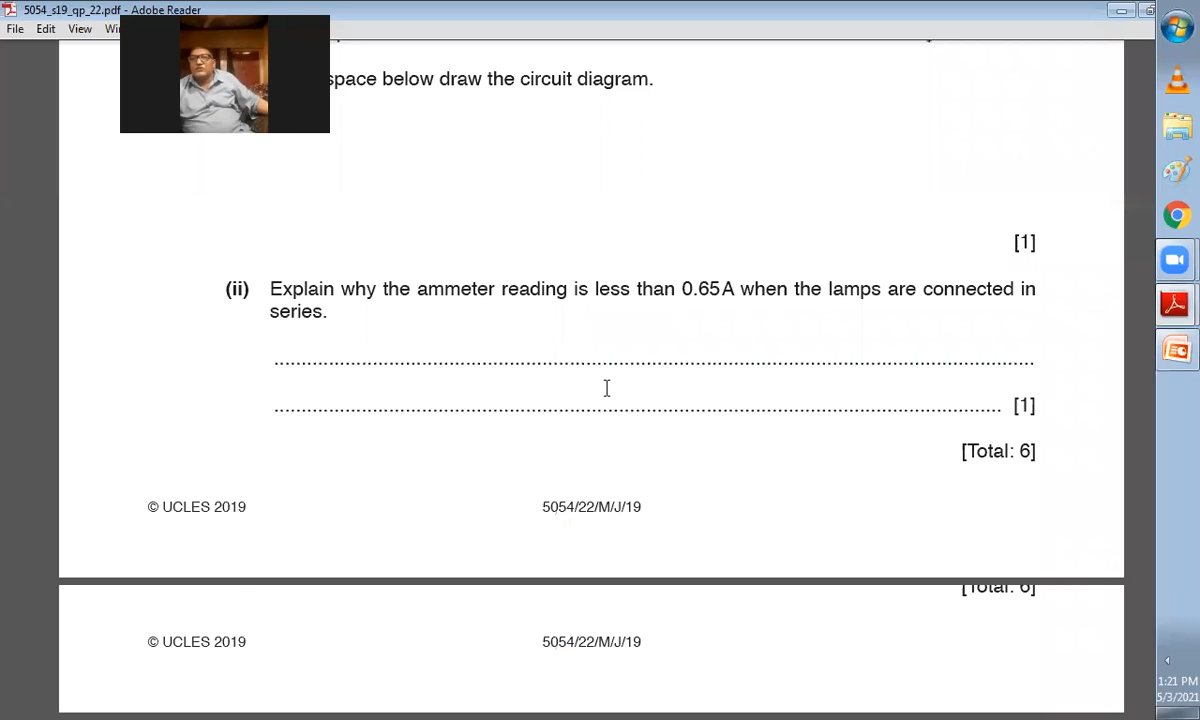 5054_s19_qp_22.pdf - Adobe Reader
File Edit View
space below draw the circuit diagram.
[1]
(ii) Explain why the ammeter reading is less than 0.65 A when the lamps are connected in
series.
........................................................................................................................................
................................................................................................................................. [1]
[Total: 6]
© UCLES 2019 5054/22/M/J/19
[Total: 6]
© UCLES 2019 5054/22/M/J/19
1:21 PM
5/3/2021